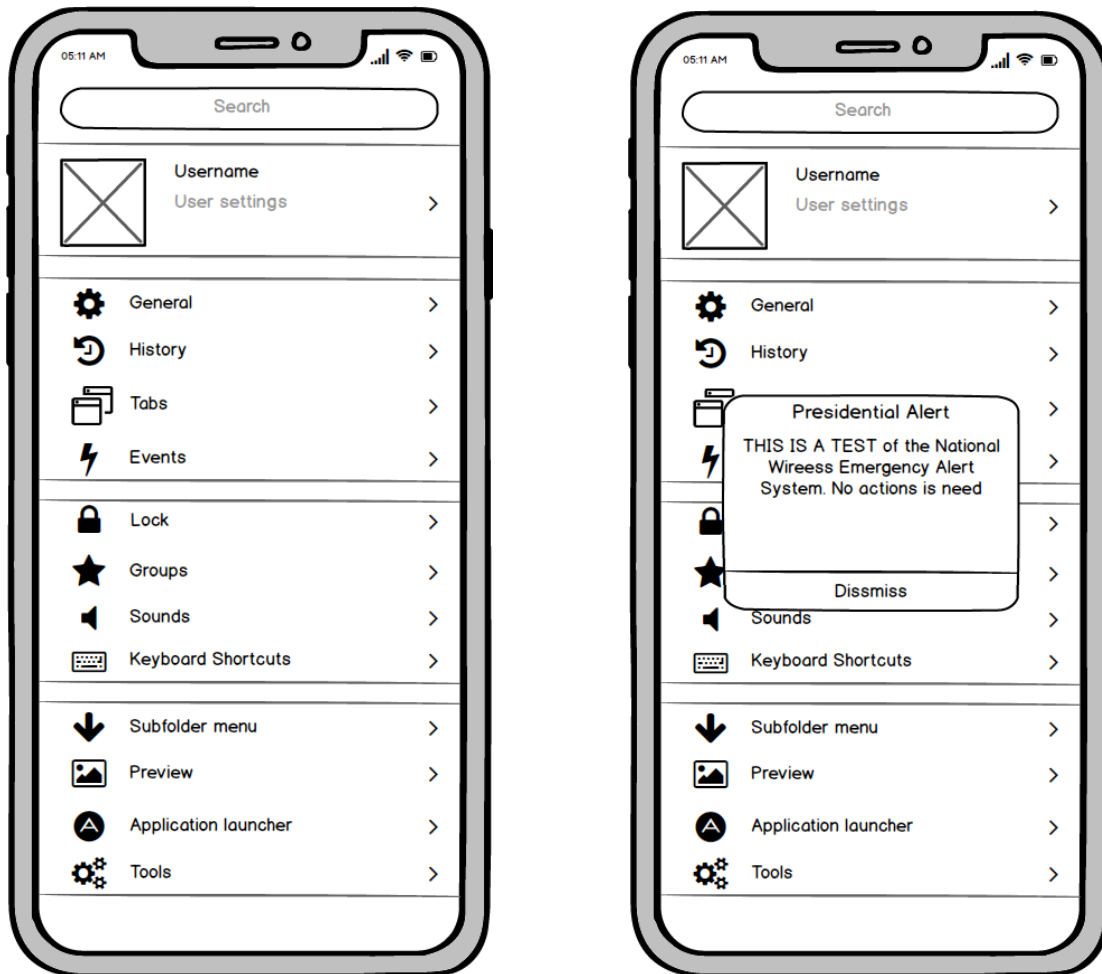 05:11 AM
Search
Username
User settings
General
History
Tabs
Events
Lock
Groups
Sounds
Keyboard Shortcuts
Subfolder menu
Preview
Application launcher
Tools
05:11 AM
Search
Username
User settings
General
History
Presidential Alert
THIS IS A TEST of the National
Wireess Emergency Alert
System. No actions is need
Dissmiss
Sounds
Keyboard Shortcuts
Subfolder menu
Preview
Application launcher
Tools